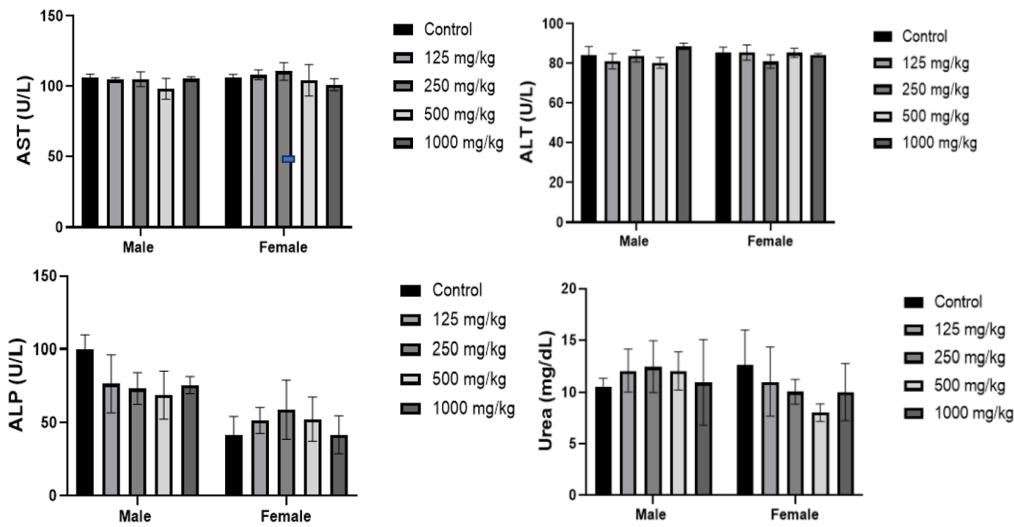 AST (U/L)
150
100
50
0
Male Female
Control
125 mg/kg
250 mg/kg
500 mg/kg
1000 mg/kg
ALT (U/L)
100
80
60
40
20
0
Male Female
Control
125 mg/kg
250 mg/kg
500 mg/kg
1000 mg/kg
ALP (U/L)
150
100
50
0
Male Female
Control
125 mg/kg
250 mg/kg
500 mg/kg
1000 mg/kg
Urea (mg/dL)
20
15
10
5
0
Male Female
Control
125 mg/kg
250 mg/kg
500 mg/kg
1000 mg/kg